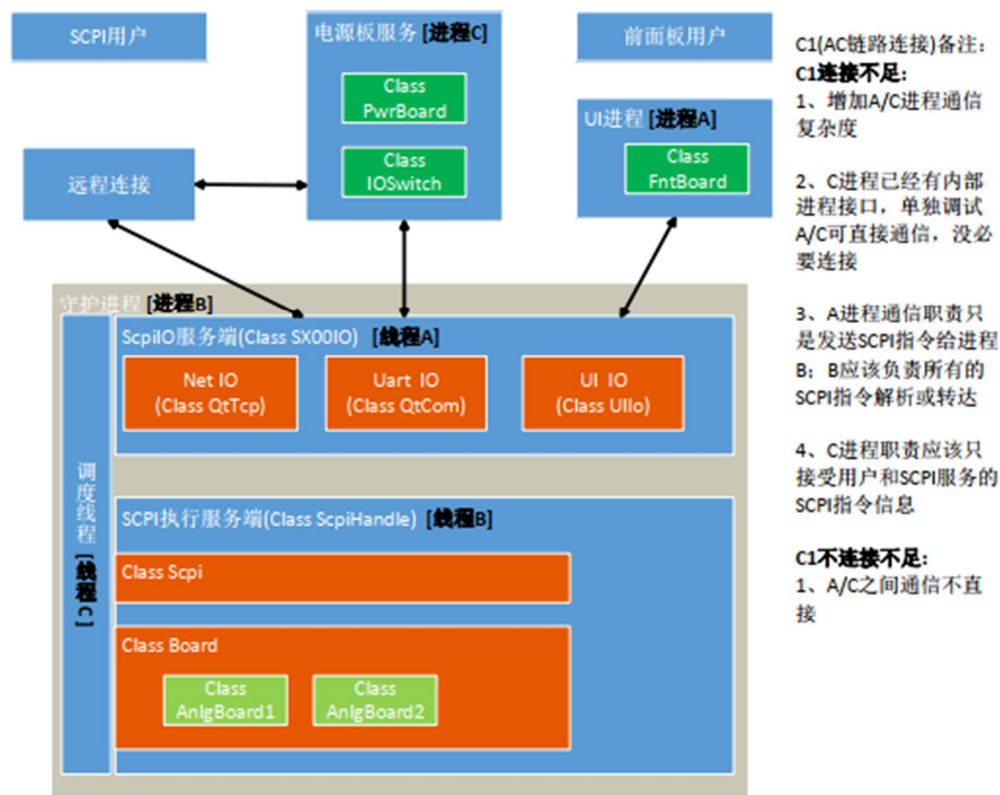 SCPI用户
电源板服务 [进程C]
Class
PwrBoard
Class
IOSwitch
前面板用户
UI进程 [进程A]
Class
FntBoard
远程连接
守护进程 [进程B]
调度线程 [线程C]
ScpiIO服务端(Class SX00IO) [线程A]
Net IO
(Class QtTcp)
Uart IO
(Class QtCom)
UI IO
(Class UIIo)
SCPI执行服务端(Class ScpiHandle) [线程B]
Class Scpi
Class Board
Class
AnlgBoard1
Class
AnlgBoard2
C1(AC链路连接)备注：
C1连接不足：
1、增加A/C进程通信
复杂度
2、C进程已经有内部
进程接口，单独调试
A/C可直接通信，没必
要连接
3、A进程通信职责只
是发送SCPI指令给进程
B；B应该负责所有的
SCPI指令解析或转达
4、C进程职责应该只
接受用户和SCPI服务的
SCPI指令信息
C1不连接不足：
1、A/C之间通信不直
接